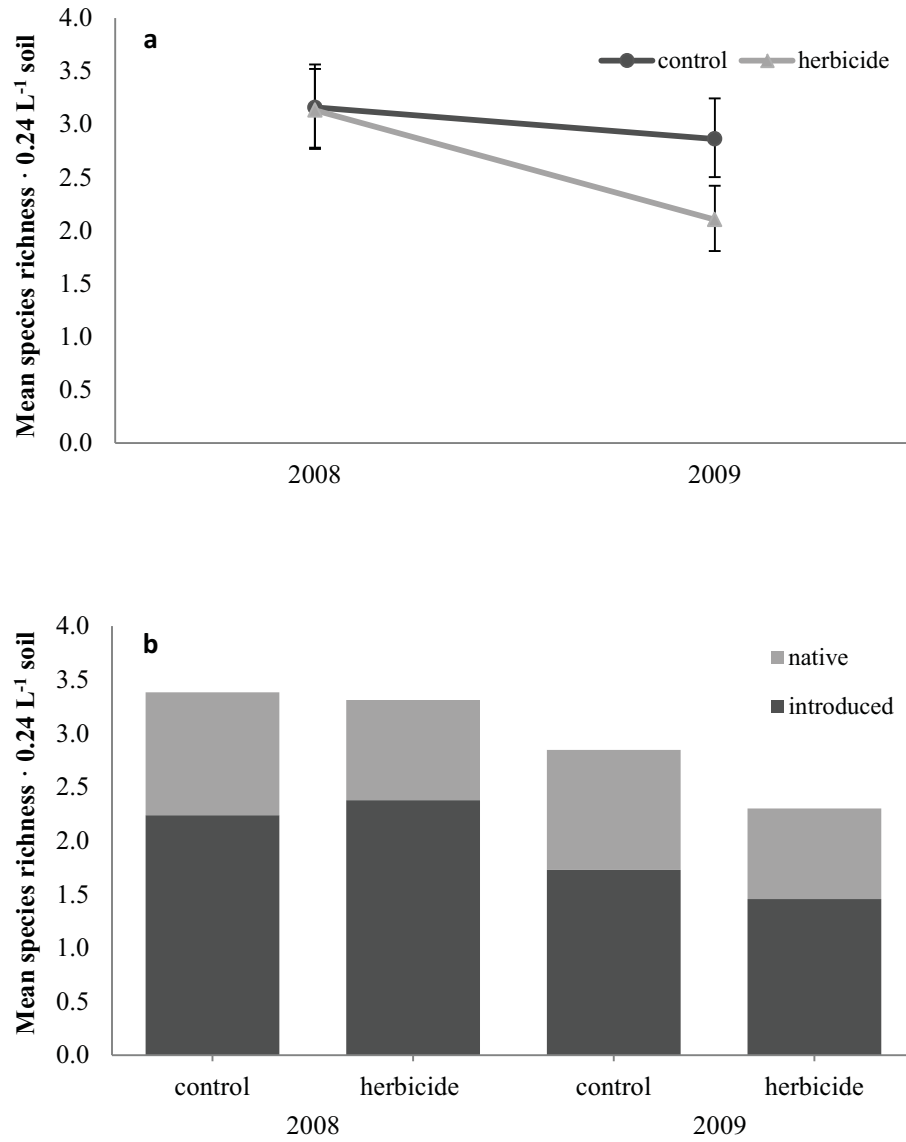 a
control herbicide
Mean species richness · 0.24 L⁻¹ soil
4.0
3.5
3.0
2.5
2.0
1.5
1.0
0.5
0.0
2008 2009
b
native
introduced
Mean species richness · 0.24 L⁻¹ soil
4.0
3.5
3.0
2.5
2.0
1.5
1.0
0.5
0.0
control herbicide control herbicide
2008 2009